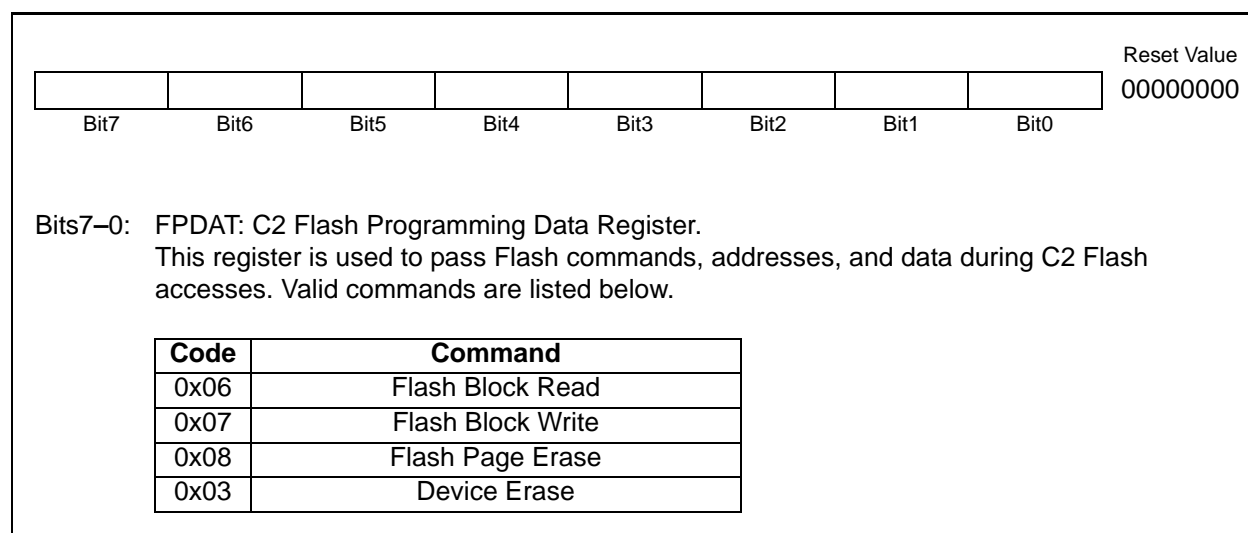 Reset Value
00000000
Bit7 Bit6 Bit5 Bit4 Bit3 Bit2 Bit1 Bit0
Bits7–0: FPDAT: C2 Flash Programming Data Register.
This register is used to pass Flash commands, addresses, and data during C2 Flash
accesses. Valid commands are listed below.
Code Command
0x06 Flash Block Read
0x07 Flash Block Write
0x08 Flash Page Erase
0x03 Device Erase